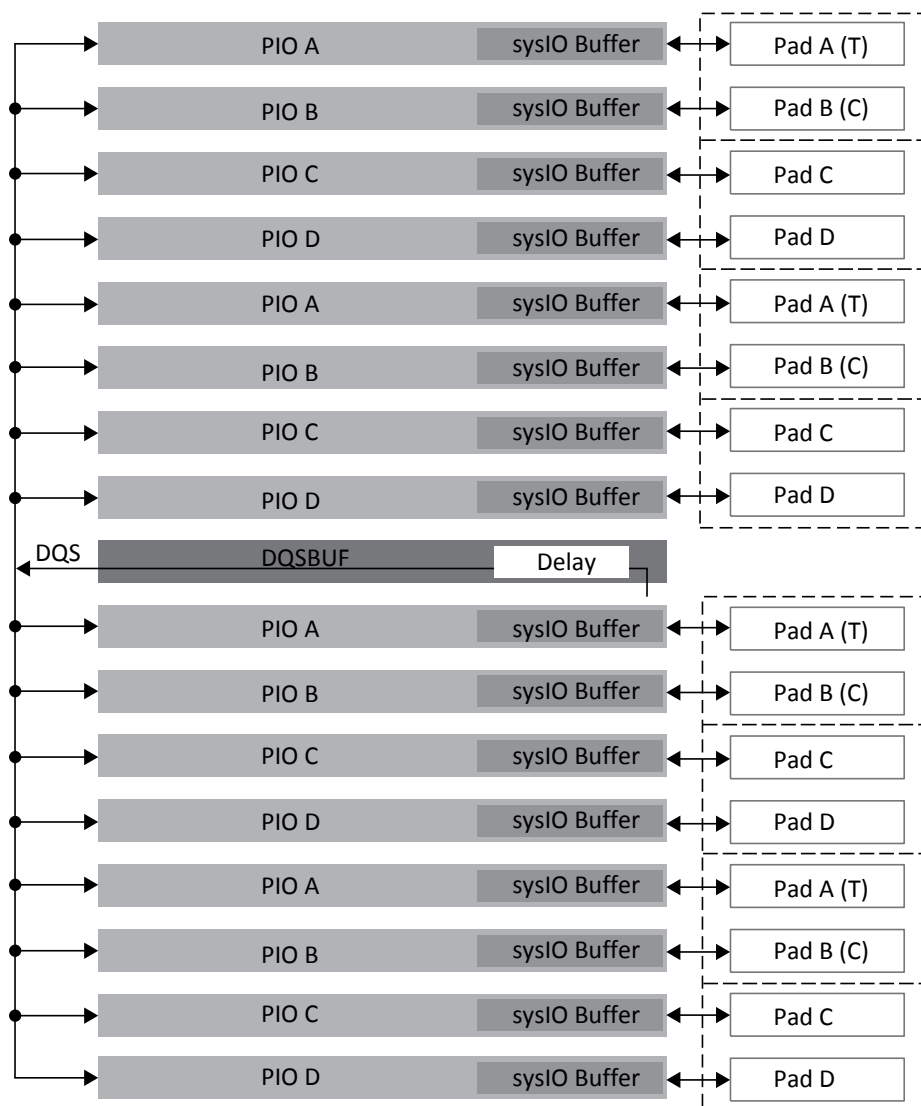 PIO A sysIO Buffer Pad A (T)
PIO B sysIO Buffer Pad B (C)
PIO C sysIO Buffer Pad C
PIO D sysIO Buffer Pad D
PIO A sysIO Buffer Pad A (T)
PIO B sysIO Buffer Pad B (C)
PIO C sysIO Buffer Pad C
PIO D sysIO Buffer Pad D
DQS DQSBUF Delay
PIO A sysIO Buffer Pad A (T)
PIO B sysIO Buffer Pad B (C)
PIO C sysIO Buffer Pad C
PIO D sysIO Buffer Pad D
PIO A sysIO Buffer Pad A (T)
PIO B sysIO Buffer Pad B (C)
PIO C sysIO Buffer Pad C
PIO D sysIO Buffer Pad D